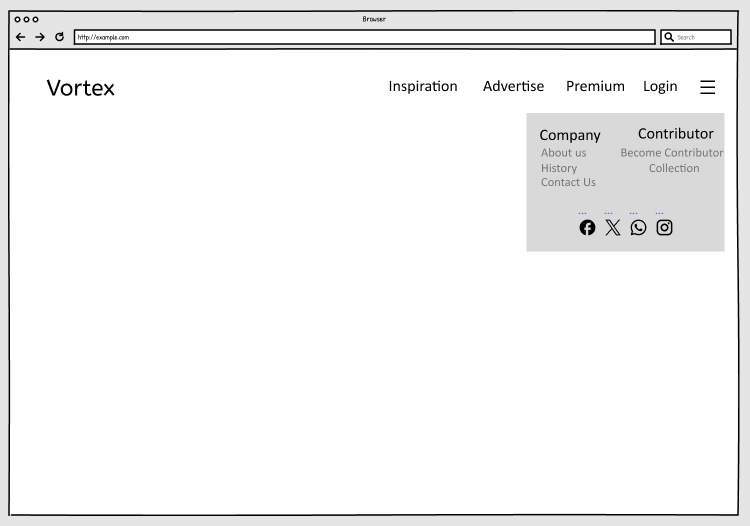 Browser
http://example.com
Search
Vortex
Inspiration Advertise Premium Login
Company Contributor
About us Become Contributor
History Collection
Contact Us
... ... ... ...